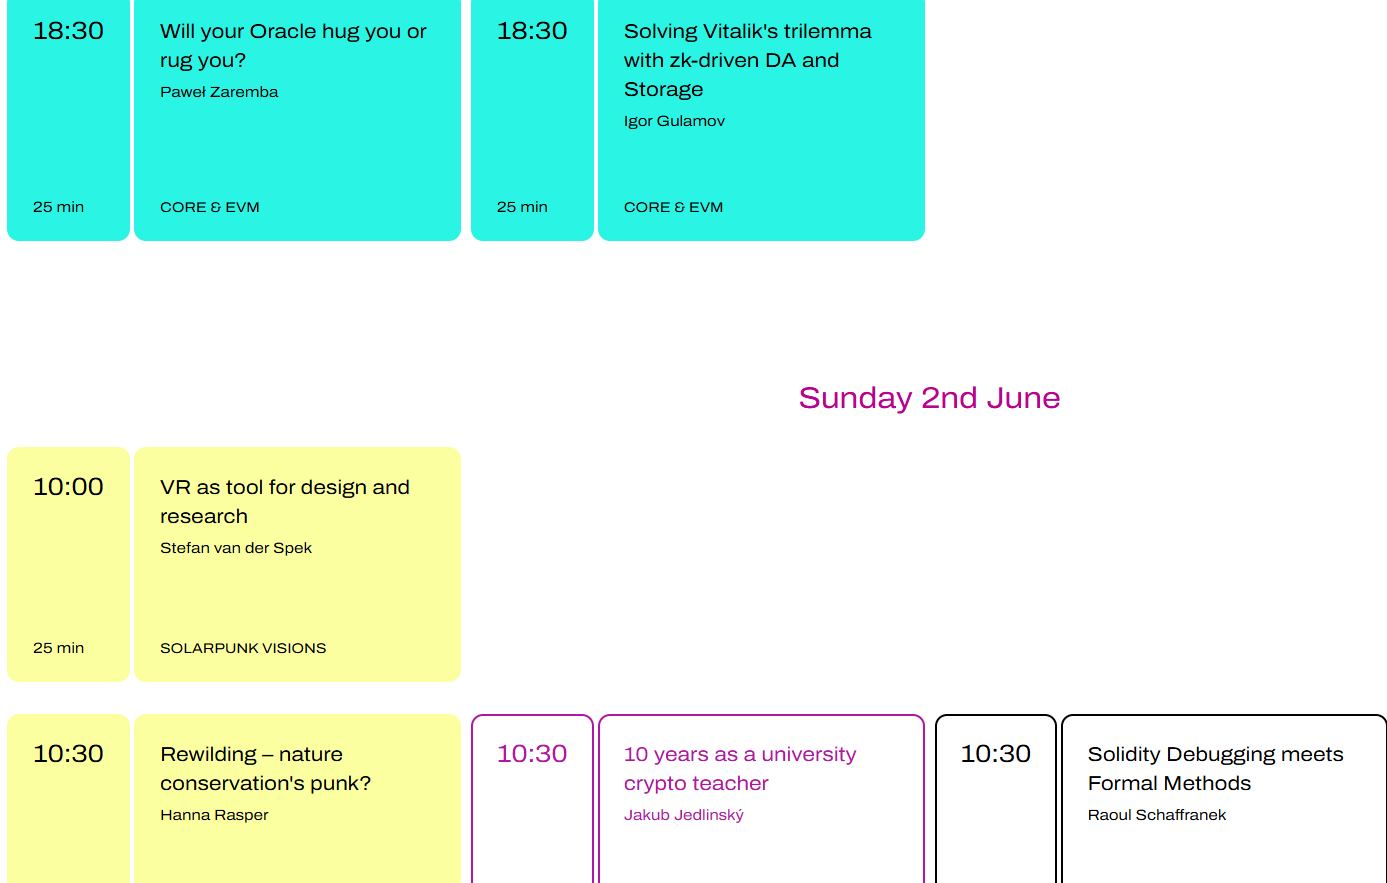 18:30
Will your Oracle hug you or
rug you?
Paweł Zaremba
25 min
CORE & EVM
18:30
Solving Vitalik's trilemma
with zk-driven DA and
Storage
Igor Gulamov
25 min
CORE & EVM
Sunday 2nd June
10:00
VR as tool for design and
research
Stefan van der Spek
25 min
SOLARPUNK VISIONS
10:30
Rewilding – nature
conservation's punk?
Hanna Rasper
10:30
10 years as a university
crypto teacher
Jakub Jedlinský
10:30
Solidity Debugging meets
Formal Methods
Raoul Schaffranek